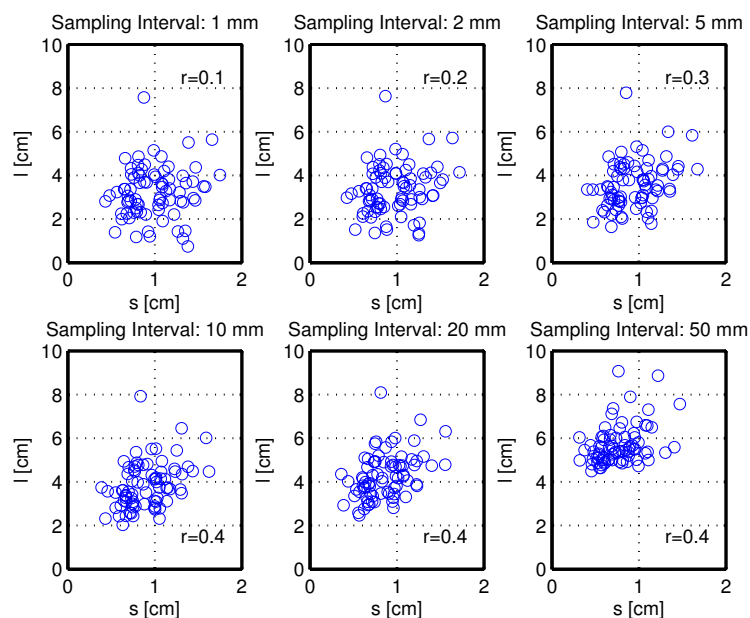 Sampling Interval: 1 mm
Sampling Interval: 2 mm
Sampling Interval: 5 mm
10
8
6
4
2
0
l [cm]
r=0.1
0
1
2
s [cm]
10
8
6
4
2
0
l [cm]
r=0.2
0
1
2
s [cm]
10
8
6
4
2
0
l [cm]
r=0.3
0
1
2
s [cm]
Sampling Interval: 10 mm
Sampling Interval: 20 mm
Sampling Interval: 50 mm
10
8
6
4
2
0
l [cm]
r=0.4
0
1
2
s [cm]
10
8
6
4
2
0
l [cm]
r=0.4
0
1
2
s [cm]
10
8
6
4
2
0
l [cm]
r=0.4
0
1
2
s [cm]